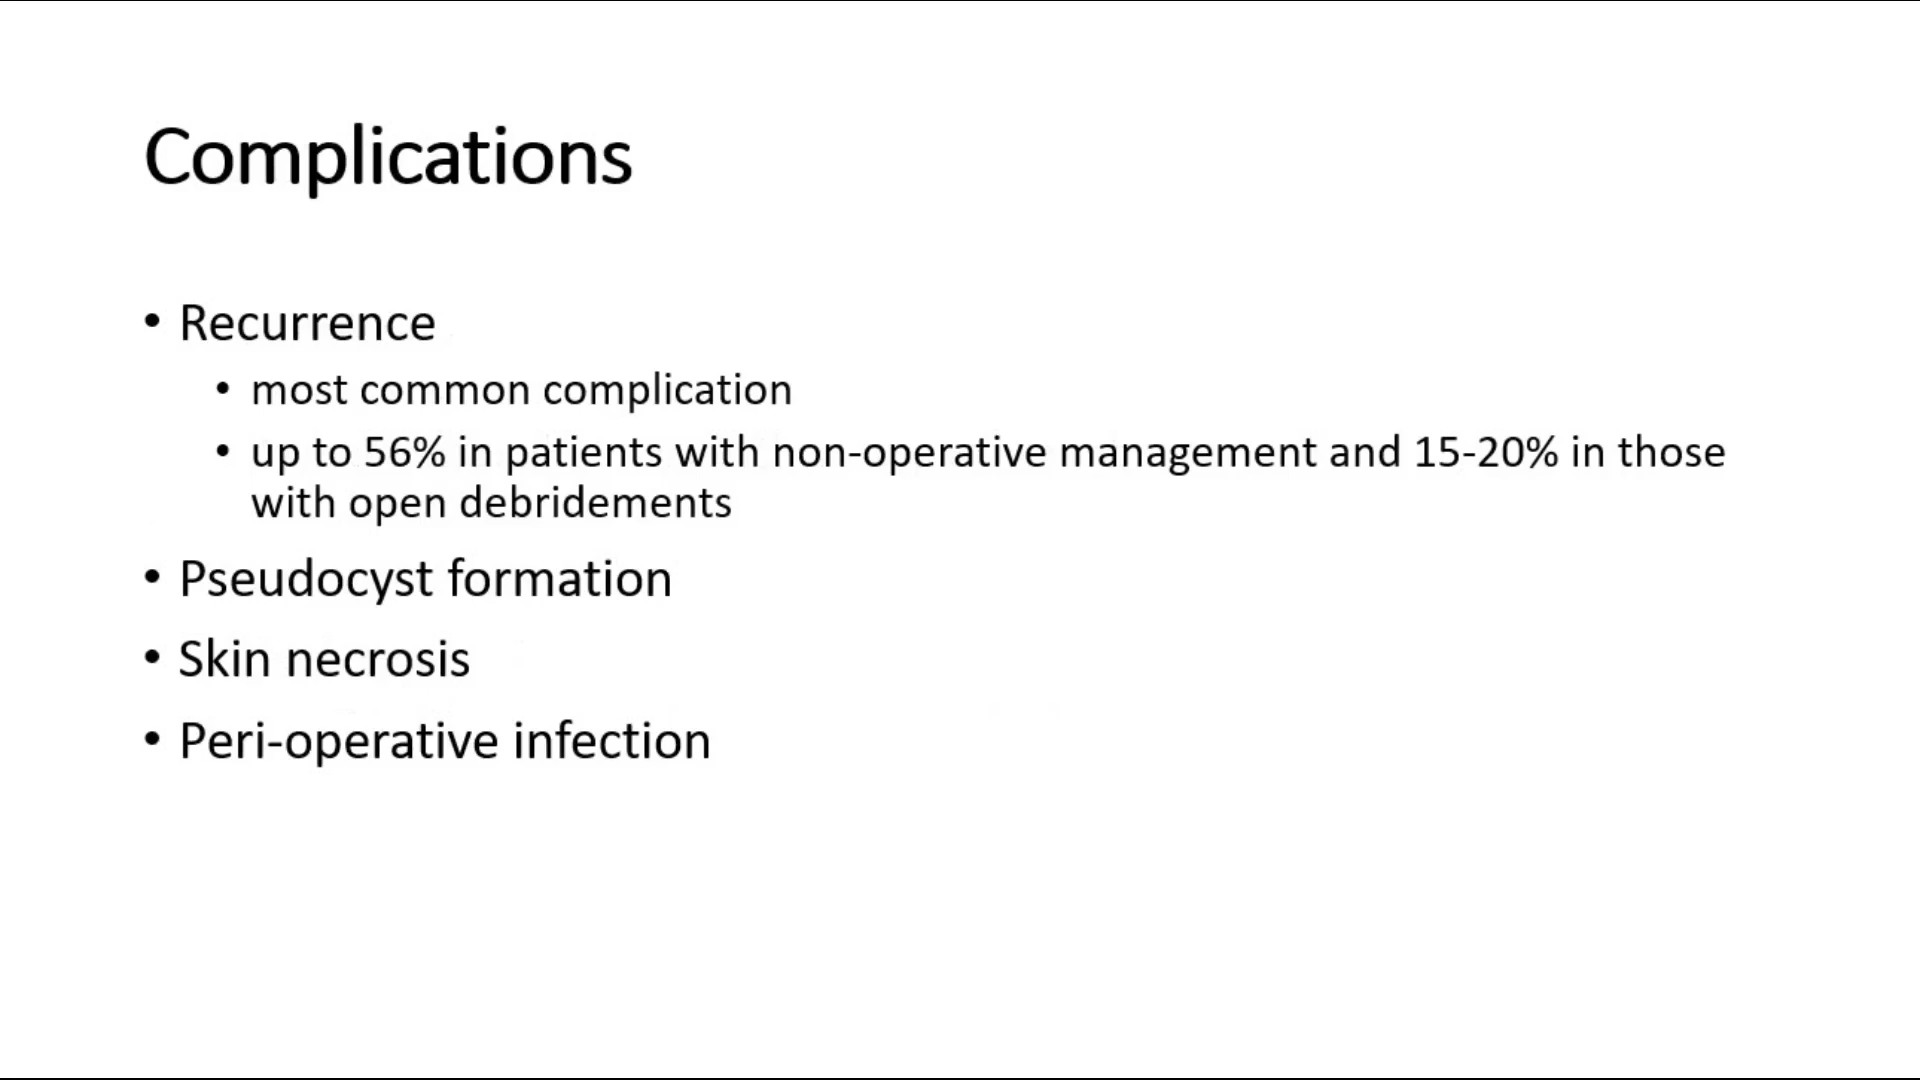 Complications
• Recurrence
• most common complication
• up to 56% in patients with non-operative management and 15-20% in those
with open debridements
• Pseudocyst formation
• Skin necrosis
• Peri-operative infection